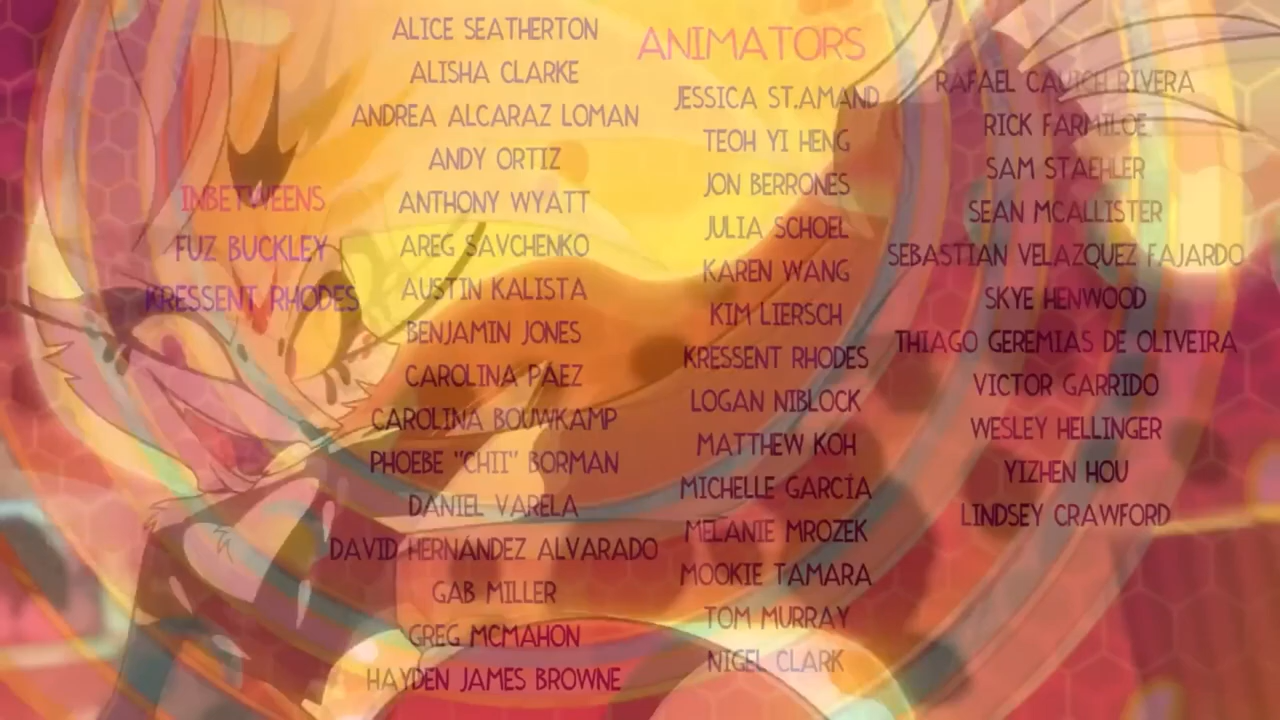 INBETWEENS
FUZ BUCKLEY
KRESSENT RHODES
ANIMATORS
ALICE SEATHERTON
ALISHA CLARKE
ANDREA ALCARAZ LOMAN
ANDY ORTIZ
ANTHONY WYATT
AREG SAVCHENKO
AUSTIN KALISTA
BENJAMIN JONES
CAROLINA PÁEZ
CAROLINA BOUWKAMP
PHOEBE "CHII" BORMAN
DANIEL VARELA
DAVID HERNÁNDEZ ALVARADO
GAB MILLER
GREG MCMAHON
HAYDEN JAMES BROWNE
JESSICA ST.AMAND
TEOH YI HENG
JON BERRONES
JULIA SCHOEL
KAREN WANG
KIM LIERSCH
KRESSENT RHODES
LOGAN NIBLOCK
MATTHEW KOH
MICHELLE GARCÍA
MELANIE MROZEK
MOOKIE TAMARA
TOM MURRAY
NIGEL CLARK
RAFAEL CAUICH RIVERA
RICK FARMILOE
SAM STAEHLER
SEAN MCALLISTER
SEBASTIAN VELAZQUEZ FAJARDO
SKYE HENWOOD
THIAGO GEREMIAS DE OLIVEIRA
VICTOR GARRIDO
WESLEY HELLINGER
YIZHEN HOU
LINDSEY CRAWFORD